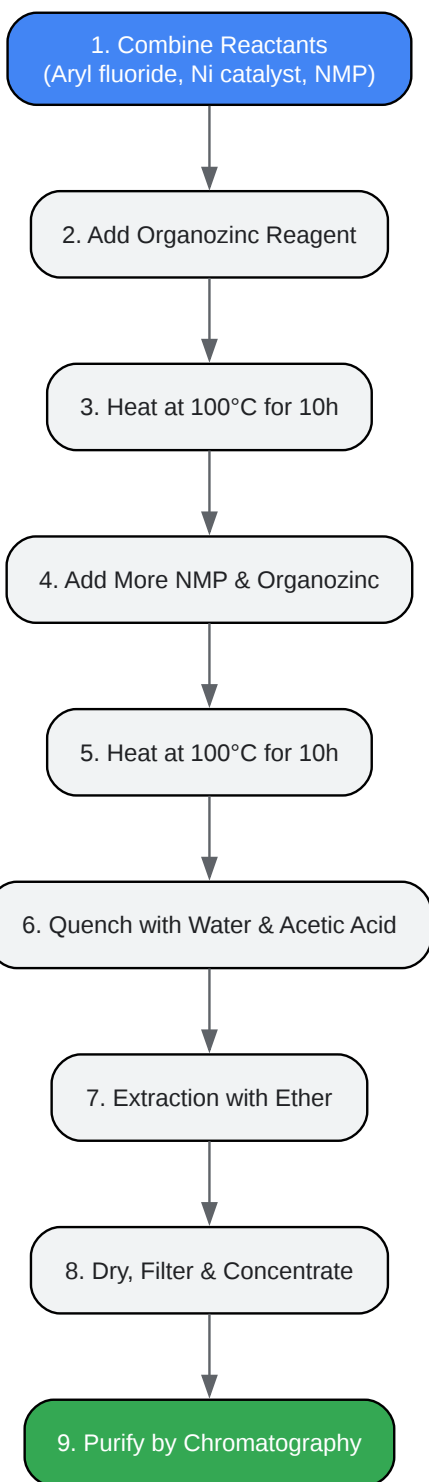 1. Combine Reactants
(Aryl fluoride, Ni catalyst, NMP)
2. Add Organozinc Reagent
3. Heat at 100°C for 10h
4. Add More NMP & Organozinc
5. Heat at 100°C for 10h
6. Quench with Water & Acetic Acid
7. Extraction with Ether
8. Dry, Filter & Concentrate
9. Purify by Chromatography